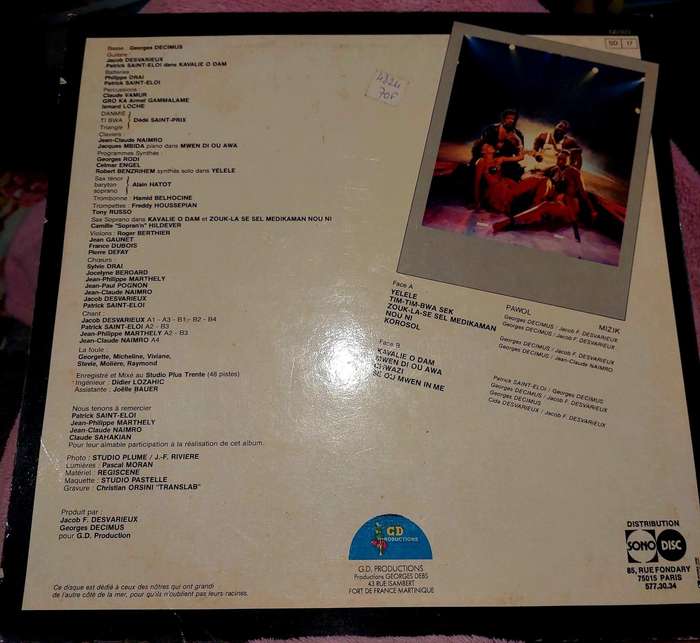 Basse : Georges DECIMUS
Guitare :
Jacob DESVARIEUX
Patrick SAINT-ELOI dans KAVALIE O DAM
Batteries :
Philippe DRAI
Patrick SAINT-ELOI
Percussions :
Claude VAMUR
GRO KA Armel GAMMALAME
Ismard LOCHE
DANMIÉ
TI BWA
Triangle
Dédé SAINT-PRIX
Claviers :
Jean-Claude NAIMRO
Jacques MBIDA piano dans MWEN DI OU AWA
Programmes Synthés :
Georges RODI
Celmar ENGEL
Robert BENZRIHEM synthés solo dans YELELE
Sax ténor
baryton
soprano
Alain HATOT
Trombonne : Hamid BELHOCINE
Trompettes : Freddy HOUSSEPIAN
Tony RUSSO
Sax Soprano dans KAVALIE O DAM et ZOUK-LA SE SEL MEDIKAMAN NOU NI
Camille "Sopran'n" HILDEVER
Violons : Roger BERTHIER
Jean GAUNET
France DUBOIS
Pierre DEFAY
Chœurs :
Sylvie DRAI
Jocelyne BEROARD
Jean-Philippe MARTHELY
Jean-Paul POGNON
Jean-Claude NAIMRO
Jacob DESVARIEUX
Patrick SAINT-ELOI
Chant :
Jacob DESVARIEUX A1 - A3 - B1 - B2 - B4
Patrick SAINT-ELOI A2 - B3
Jean-Philippe MARTHELY A2 - B3
Jean-Claude NAIMRO A4
La foule :
Georgette, Micheline, Viviane,
Stevie, Molière, Raymond
Enregistré et Mixé au Studio Plus Trente (48 pistes)
Ingénieur : Didier LOZAHIC
Assistante : Joëlle BAUER
Nous tenons à remercier
Patrick SAINT-ELOI
Jean-Philippe MARTHELY
Jean-Claude NAIMRO
Claude SAHAKIAN
Pour leur aimable participation à la réalisation de cet album.
Photo : STUDIO PLUME / J.-F. RIVIERE
Lumières : Pascal MORAN
Matériel : REGISCENE
Maquette : STUDIO PASTELLE
Gravure : Christian ORSINI "TRANSLAB"
Produit par :
Jacob F. DESVARIEUX
Georges DECIMUS
pour G.D. Production
Ce disque est dédié à ceux des nôtres qui ont grandi
de l'autre côté de la mer, pour qu'ils n'oublient pas leurs racines.
70F
SD 17
Face A
YELELE
TIM-TIM-BWA SEK
ZOUK-LA-SE SEL MEDIKAMAN
NOU NI
KOROSOL
PAWOL MIZIK
Georges DECIMUS / Jacob F. DESVARIEUX
Georges DECIMUS / Jacob F. DESVARIEUX
Georges DECIMUS / Jacob F. DESVARIEUX
Georges DECIMUS / Jean-Claude NAIMRO
Face B
KAVALIE O DAM
MWEN DI OU AWA
CHWAZI
SE OU MWEN IN ME
Patrick SAINT-ELOI / Georges DECIMUS
Georges DECIMUS / Jacob F. DESVARIEUX
Georges DECIMUS
Cida DESVARIEUX / Jacob F. DESVARIEUX
GD
PRODUCTIONS
G.D. PRODUCTIONS
Productions GEORGES DEBS
43 RUE ISAMBERT
FORT DE FRANCE-MARTINIQUE
DISTRIBUTION
SONO DISC
85, RUE FONDARY
75015 PARIS
577.30.34